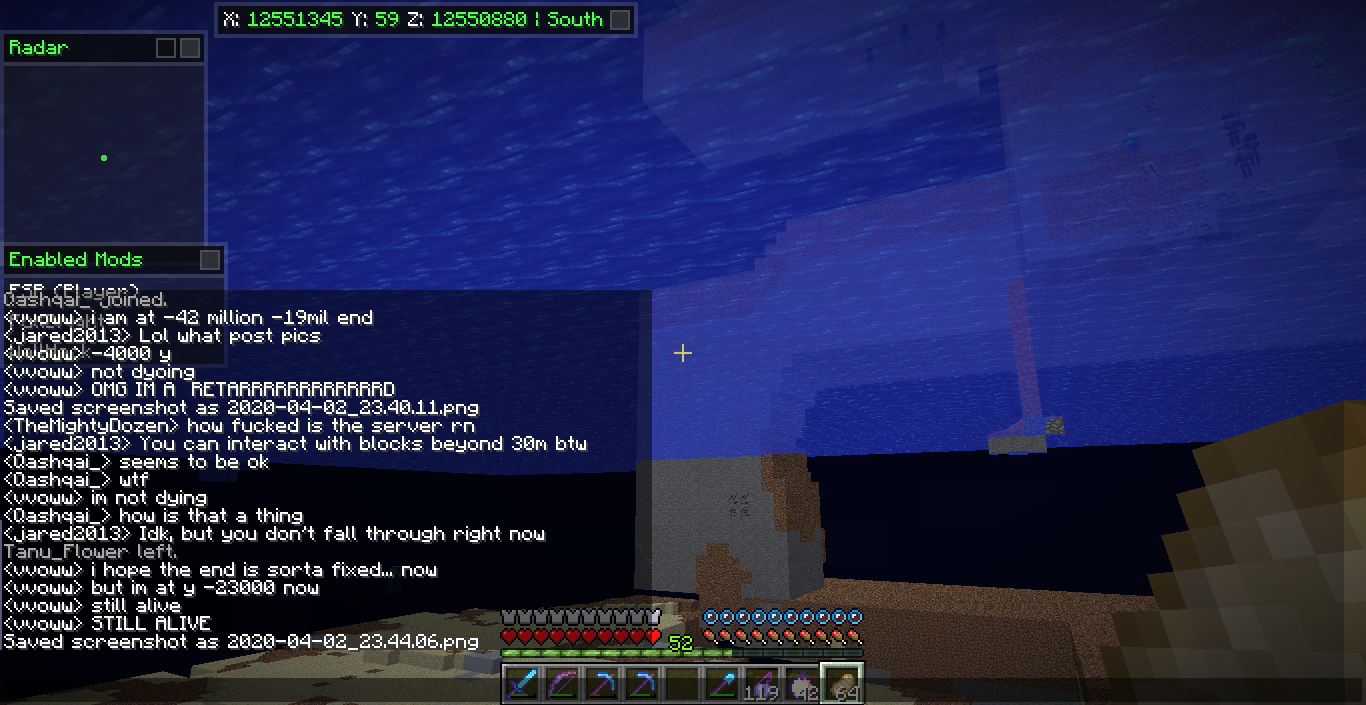 X: 12551345 Y: 59 Z: 12550880 | South
Radar
Enabled Mods
ESP (Player)
Qashqai_ joined.
<vvoww> i am at -42 million -19mil end
<jared2013> Lol what post pics
<vvoww> -4000 y
<vvoww> not dyoing
<vvoww> OMG IM A RETARRRRRRRRRRRRD
Saved screenshot as 2020-04-02_23.40.11.png
<TheMightyDozen> how fucked is the server rn
<jared2013> You can interact with blocks beyond 30m btw
<Qashqai_> seems to be ok
<Qashqai_> wtf
<vvoww> im not dying
<Qashqai_> how is that a thing
<jared2013> Idk, but you don't fall through right now
Tanu_Flower left.
<vvoww> i hope the end is sorta fixed... now
<vvoww> but im at y -23000 now
<vvoww> still alive
<vvoww> STILL ALIVE
Saved screenshot as 2020-04-02_23.44.06.png
52
119 42 64